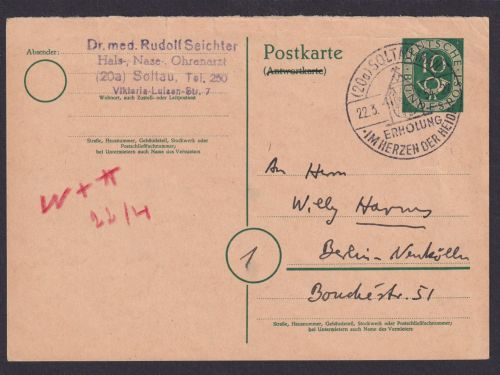 Absender:
Dr. med. Rudolf Seichter
Hals-, Nase-, Ohrenarzt
(20a) Soltau, Tel. 250
Viktoria-Luisen-Str. 7
Wohnort, auch Zustell- oder Leitpostamt
Straße, Hausnummer, Gebäudeteil, Stockwerk oder
Postschließfachnummer;
bei Untermietern auch Name des Vermieters
W + π
22/4
Postkarte
(Antwortkarte)
(20a) SOLTAU
22.3.
ERHOLUNG
IM HERZEN DER HEIDE
DEUTSCHE
BUNDESPOST
10
An Herrn
Willy Harms
1
Berlin-Neukölln
Bouchéstr. 51
Straße, Hausnummer, Gebäudeteil, Stockwerk oder Postschließfachnummer;
bei Untermietern auch Name des Vermieters